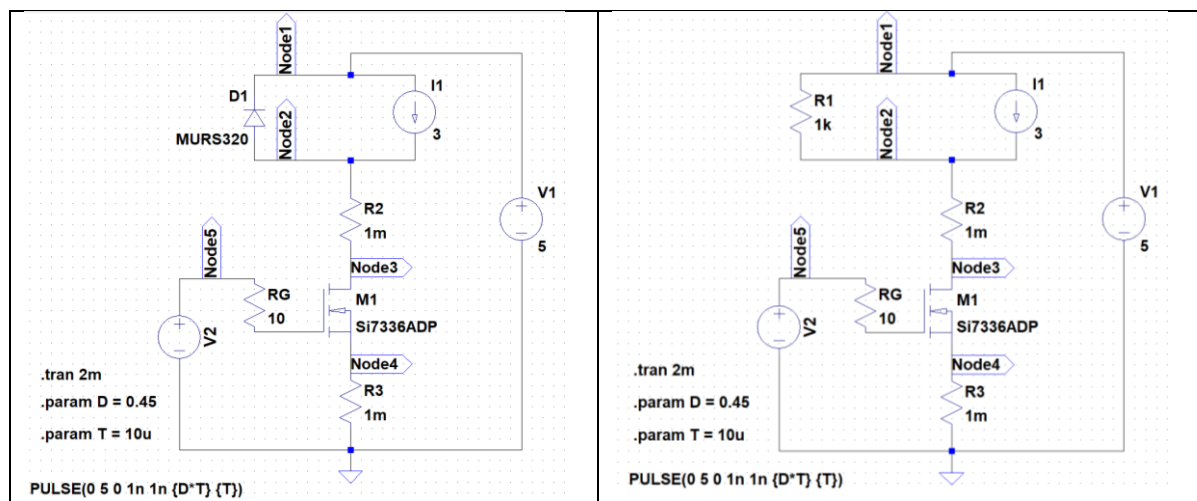 Node1
D1
Node2
I1
MURS320
3
V1
R2
5
1m
Node5
Node3
RG
M1
10
Si7336ADP
V2
Node4
.tran 2m
R3
.param D = 0.45
1m
.param T = 10u
PULSE(0 5 0 1n 1n {D*T} {T})
Node1
R1
I1
1k
Node2
3
V1
R2
5
1m
Node5
Node3
RG
M1
10
Si7336ADP
V2
Node4
.tran 2m
R3
.param D = 0.45
1m
.param T = 10u
PULSE(0 5 0 1n 1n {D*T} {T})